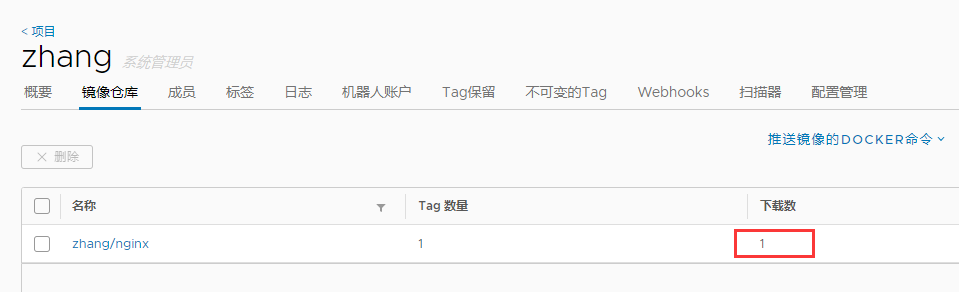 < 项目
zhang 系统管理员
概要 镜像仓库 成员 标签 日志 机器人账户 Tag保留 不可变的Tag Webhooks 扫描器 配置管理
推送镜像的DOCKER命令
× 删除
名称 Tag 数量 下载数
zhang/nginx 1 1